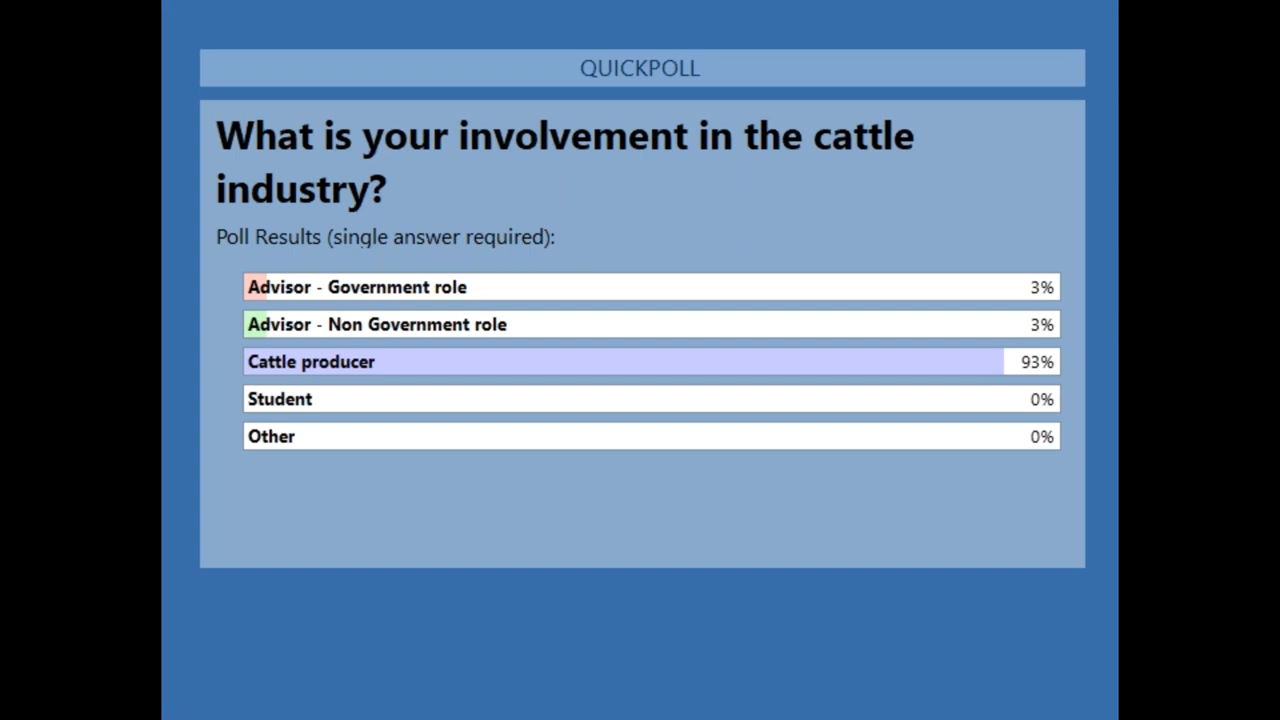 QUICKPOLL
What is your involvement in the cattle
industry?
Poll Results (single answer required):
Advisor - Government role 3%
Advisor - Non Government role 3%
Cattle producer 93%
Student 0%
Other 0%